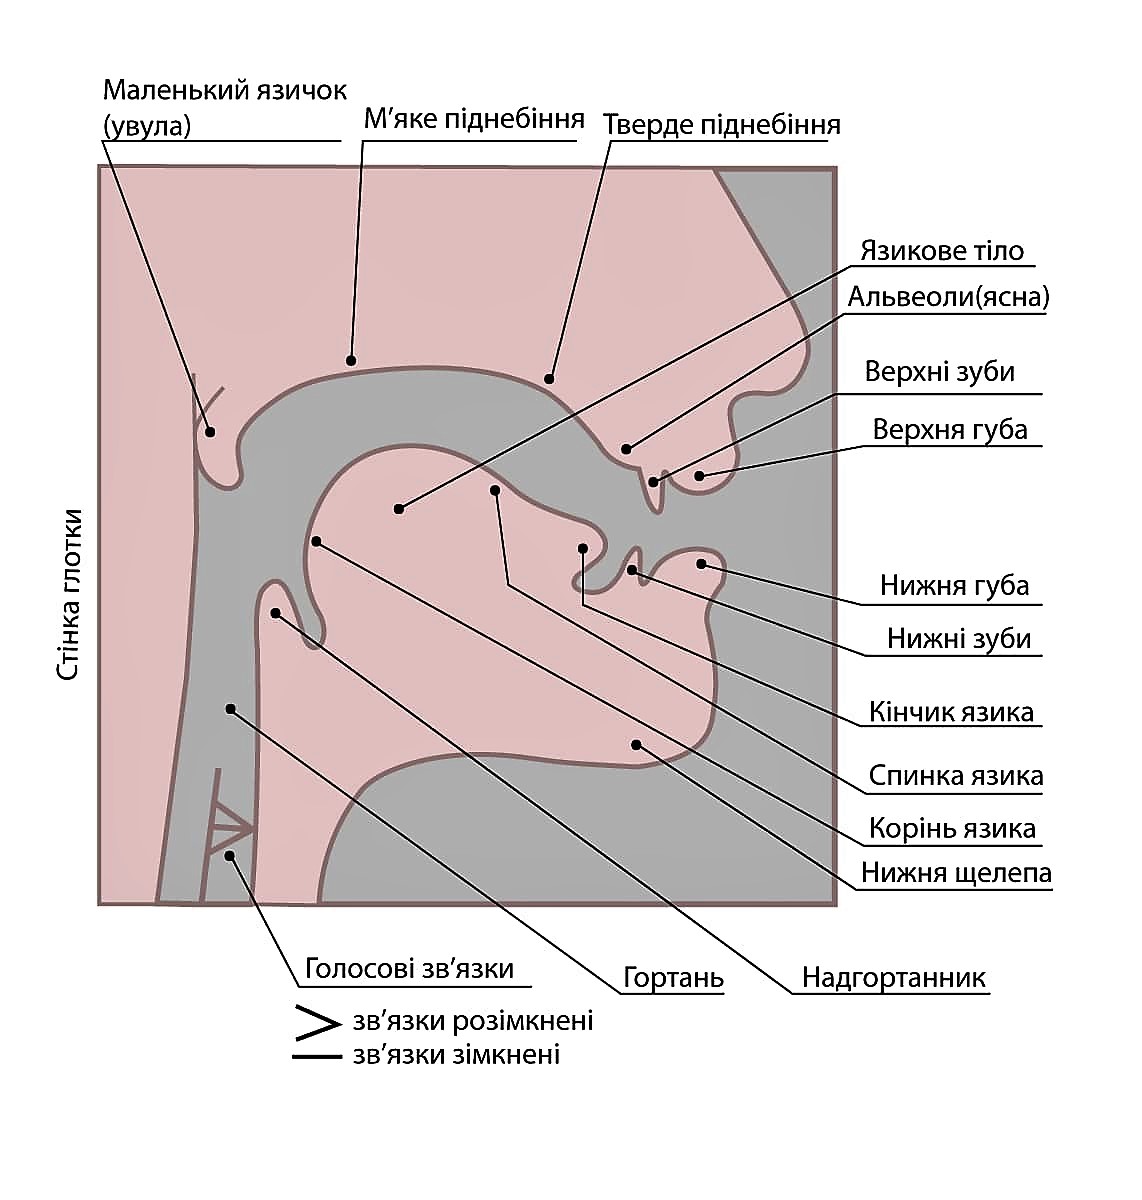 Маленький язичок
(увула)
М'яке піднебіння
Тверде піднебіння
Язикове тіло
Альвеоли(ясна)
Верхні зуби
Верхня губа
Стінка глотки
Нижня губа
Нижні зуби
Кінчик язика
Спинка язика
Корінь язика
Нижня щелепа
Голосові зв'язки
Гортань
Надгортанник
зв'язки розімкнені
зв'язки зімкнені